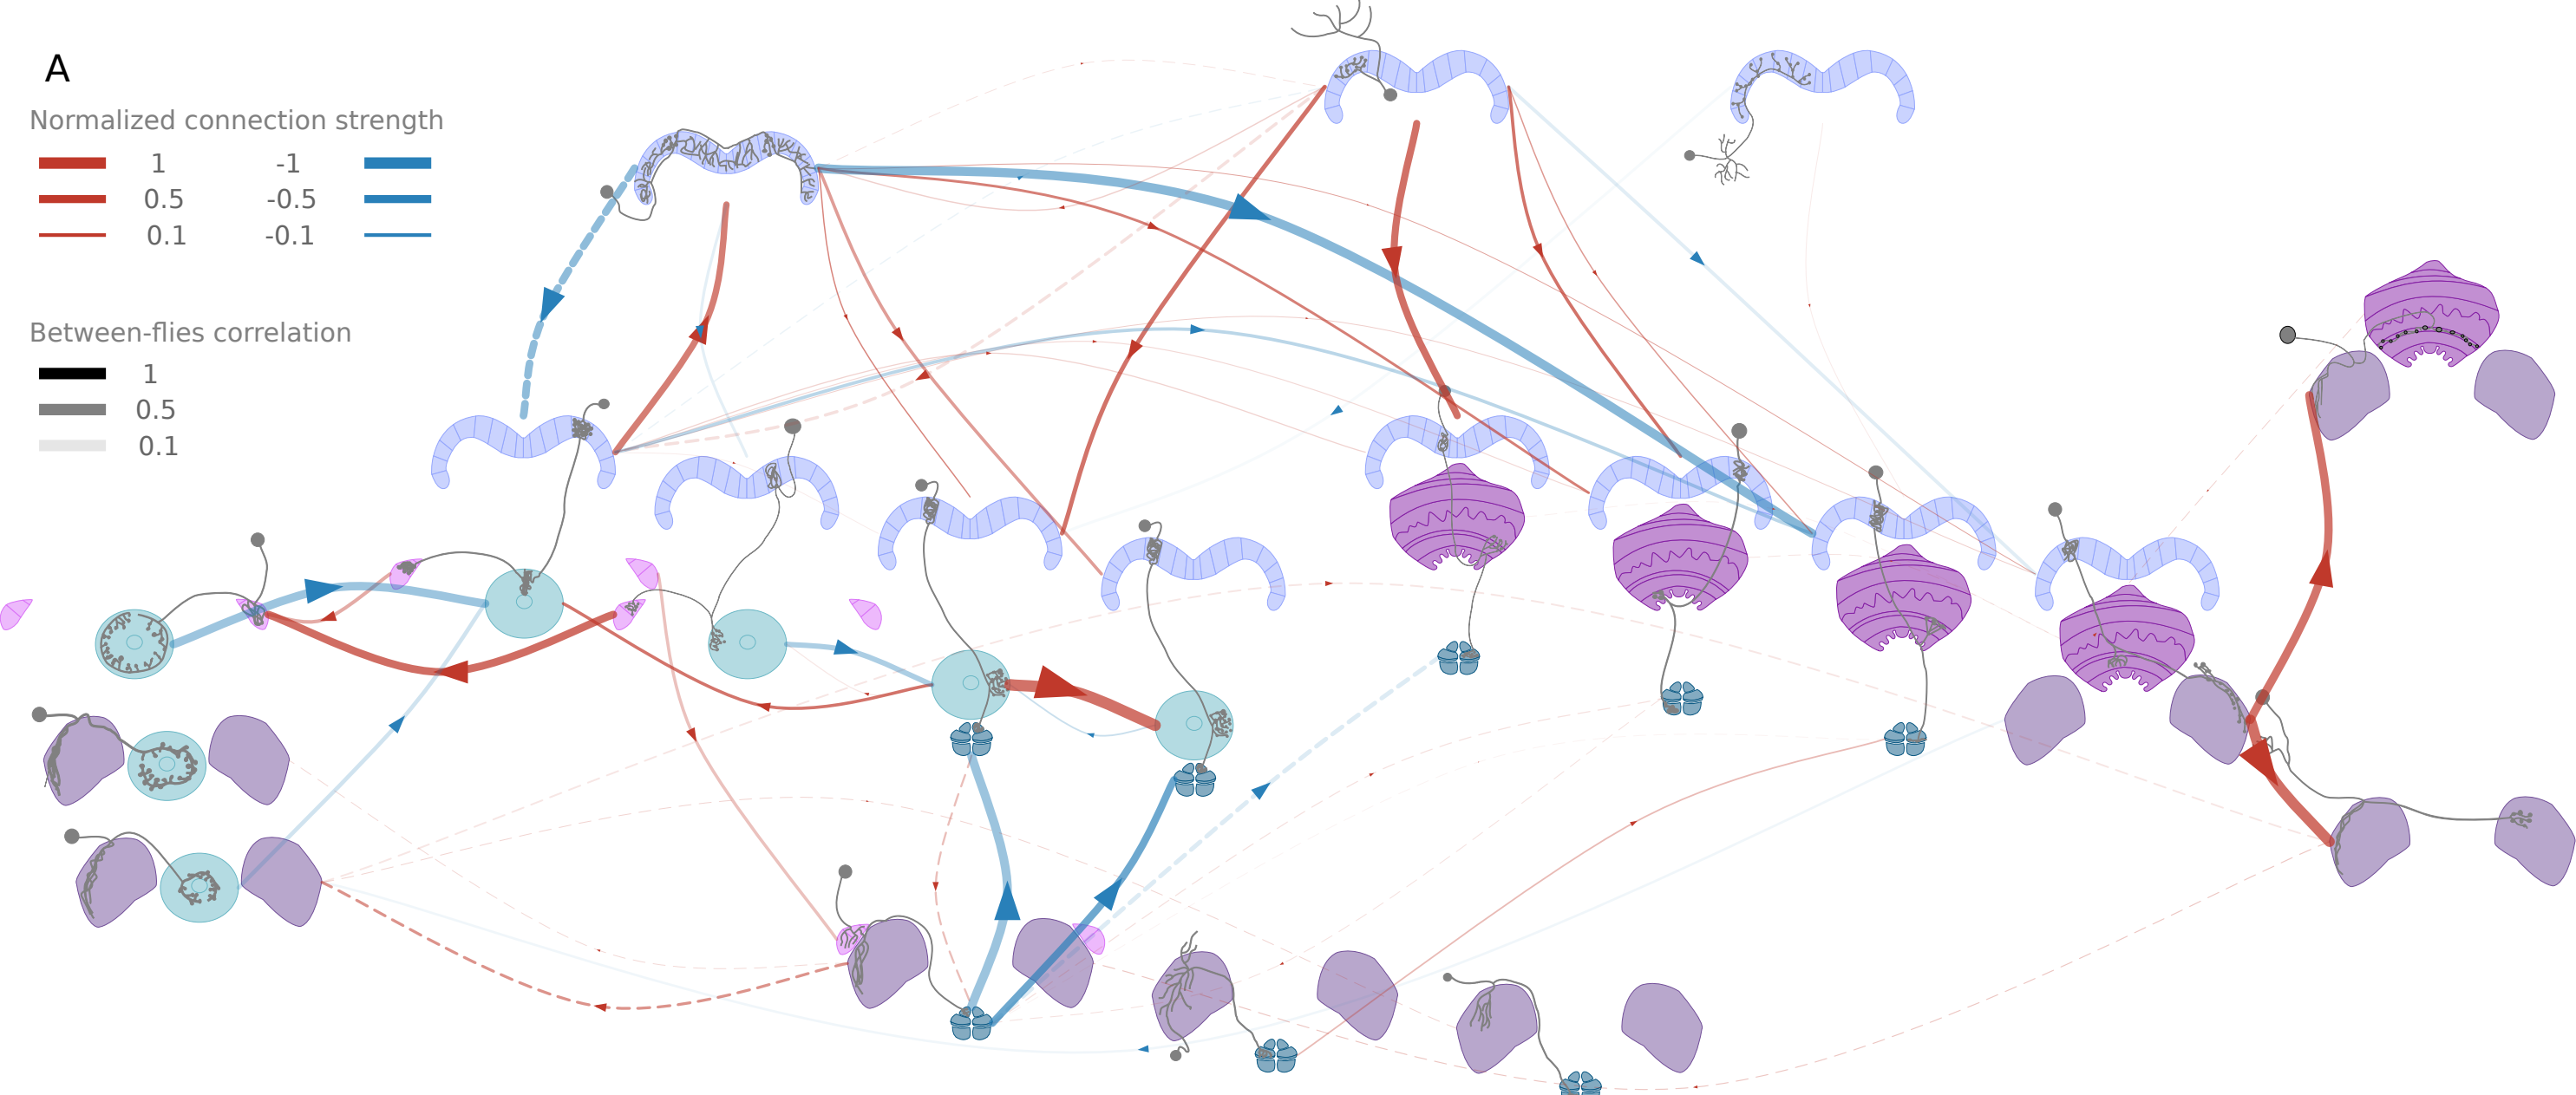 A
Normalized connection strength
1 -1
0.5 -0.5
0.1 -0.1
Between-flies correlation
1
0.5
0.1